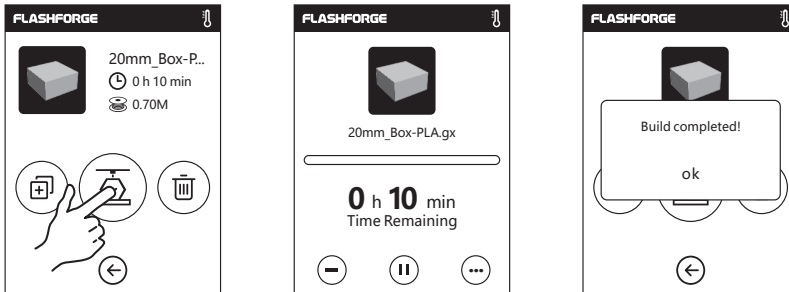 FLASHFORGE
20mm_Box-P...
0 h 10 min
0.70M
FLASHFORGE
20mm_Box-PLA.gx
0 h 10 min
Time Remaining
FLASHFORGE
Build completed!
ok